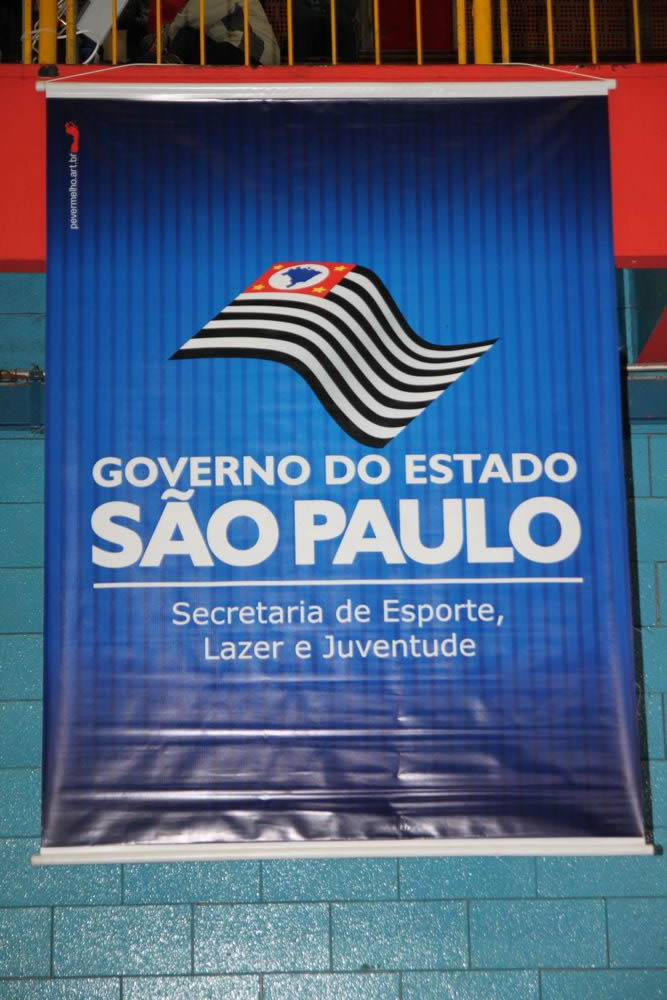 pevermelho.art.br
GOVERNO DO ESTADO
SÃO PAULO
Secretaria de Esporte,
Lazer e Juventude